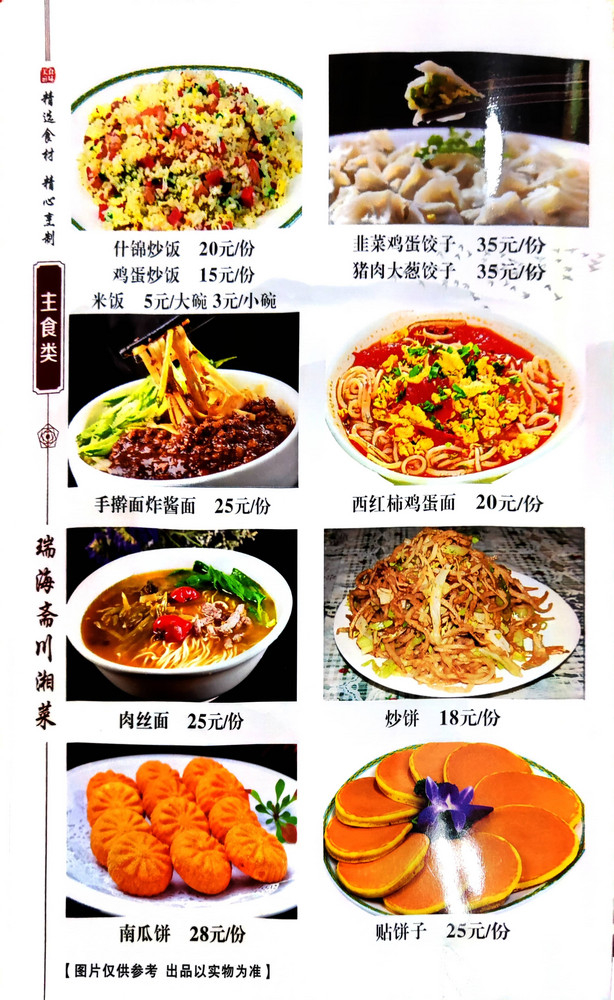 美食
品味
精选食材 精心烹制
主食类
瑞海斋川湘菜
什锦炒饭 20元/份
鸡蛋炒饭 15元/份
米饭 5元/大碗 3元/小碗
韭菜鸡蛋饺子 35元/份
猪肉大葱饺子 35元/份
手擀面炸酱面 25元/份
西红柿鸡蛋面 20元/份
肉丝面 25元/份
炒饼 18元/份
南瓜饼 28元/份
贴饼子 25元/份
【图片仅供参考 出品以实物为准】